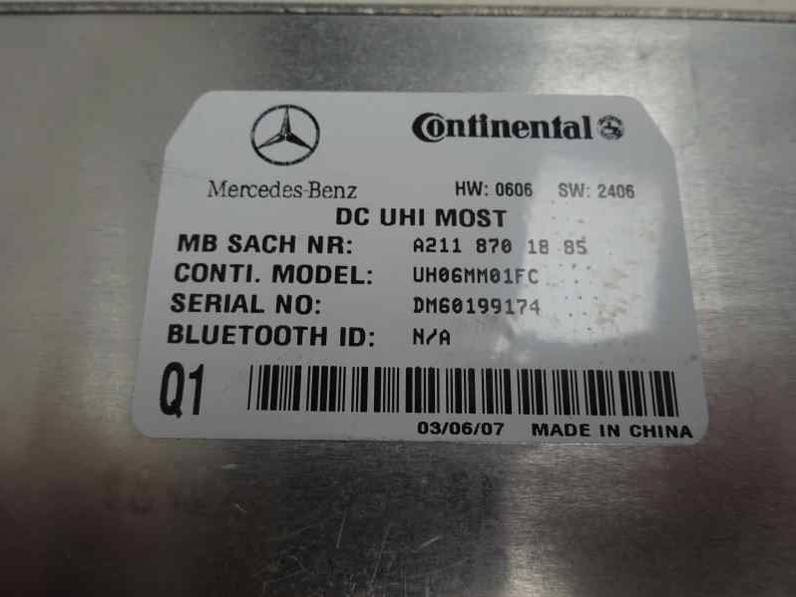 Continental
Mercedes-Benz
HW: 0606 SW: 2406
DC UHI MOST
MB SACH NR: A211 870 18 85
CONTI. MODEL: UH06MM01FC
SERIAL NO: DM60199174
BLUETOOTH ID: N/A
Q1
03/06/07 MADE IN CHINA